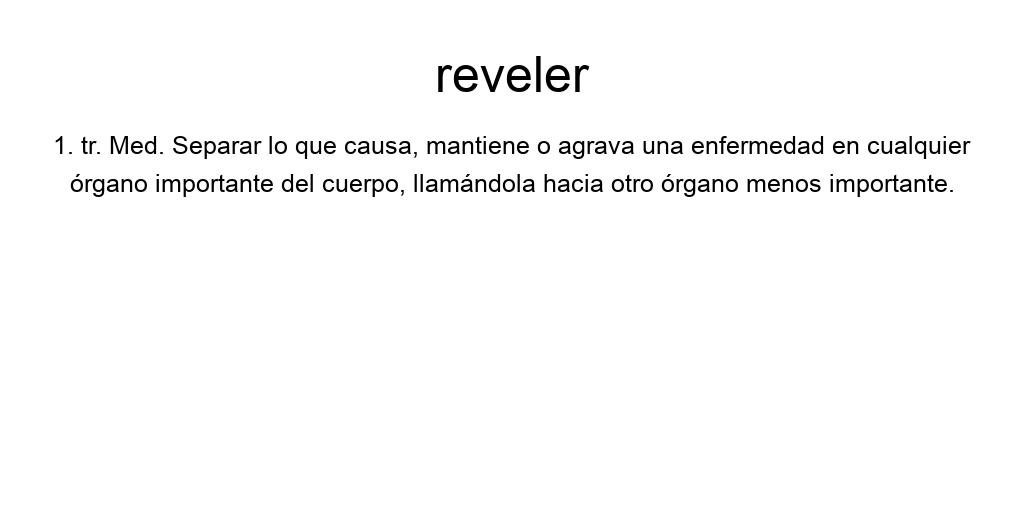 reveler
1. tr. Med. Separar lo que causa, mantiene o agrava una enfermedad en cualquier
órgano importante del cuerpo, llamándola hacia otro órgano menos importante.